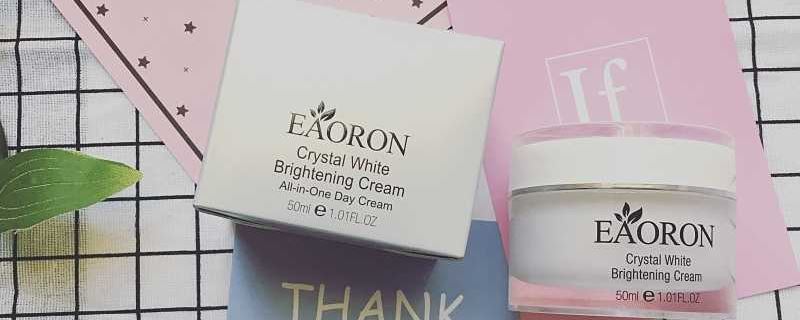 If
EAORON
Crystal White
Brightening Cream
All-in-One Day Cream
50ml e 1.01FL.OZ
EAORON
Crystal White
Brightening Cream
50ml e 1.01FL.OZ
THANK